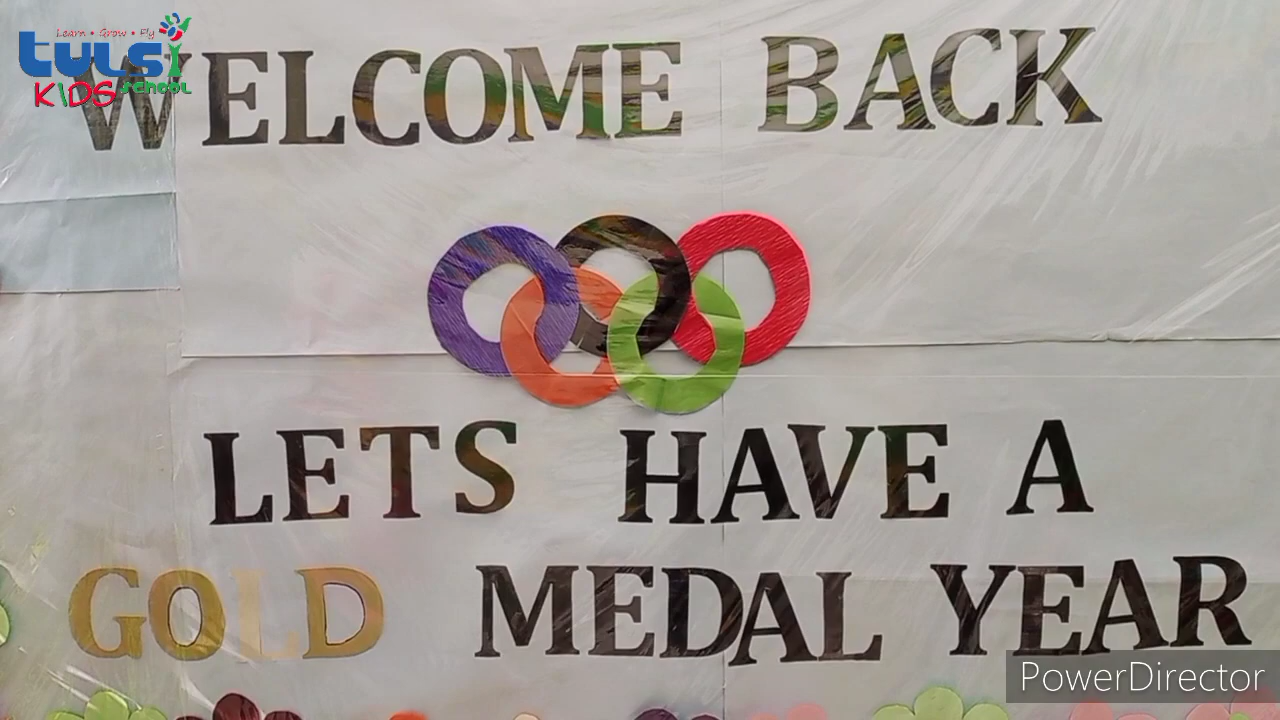 Learn • Grow • Fly
tulsi
KIDS SCHOOL
WELCOME BACK
LETS HAVE A
GOLD MEDAL YEAR
PowerDirector